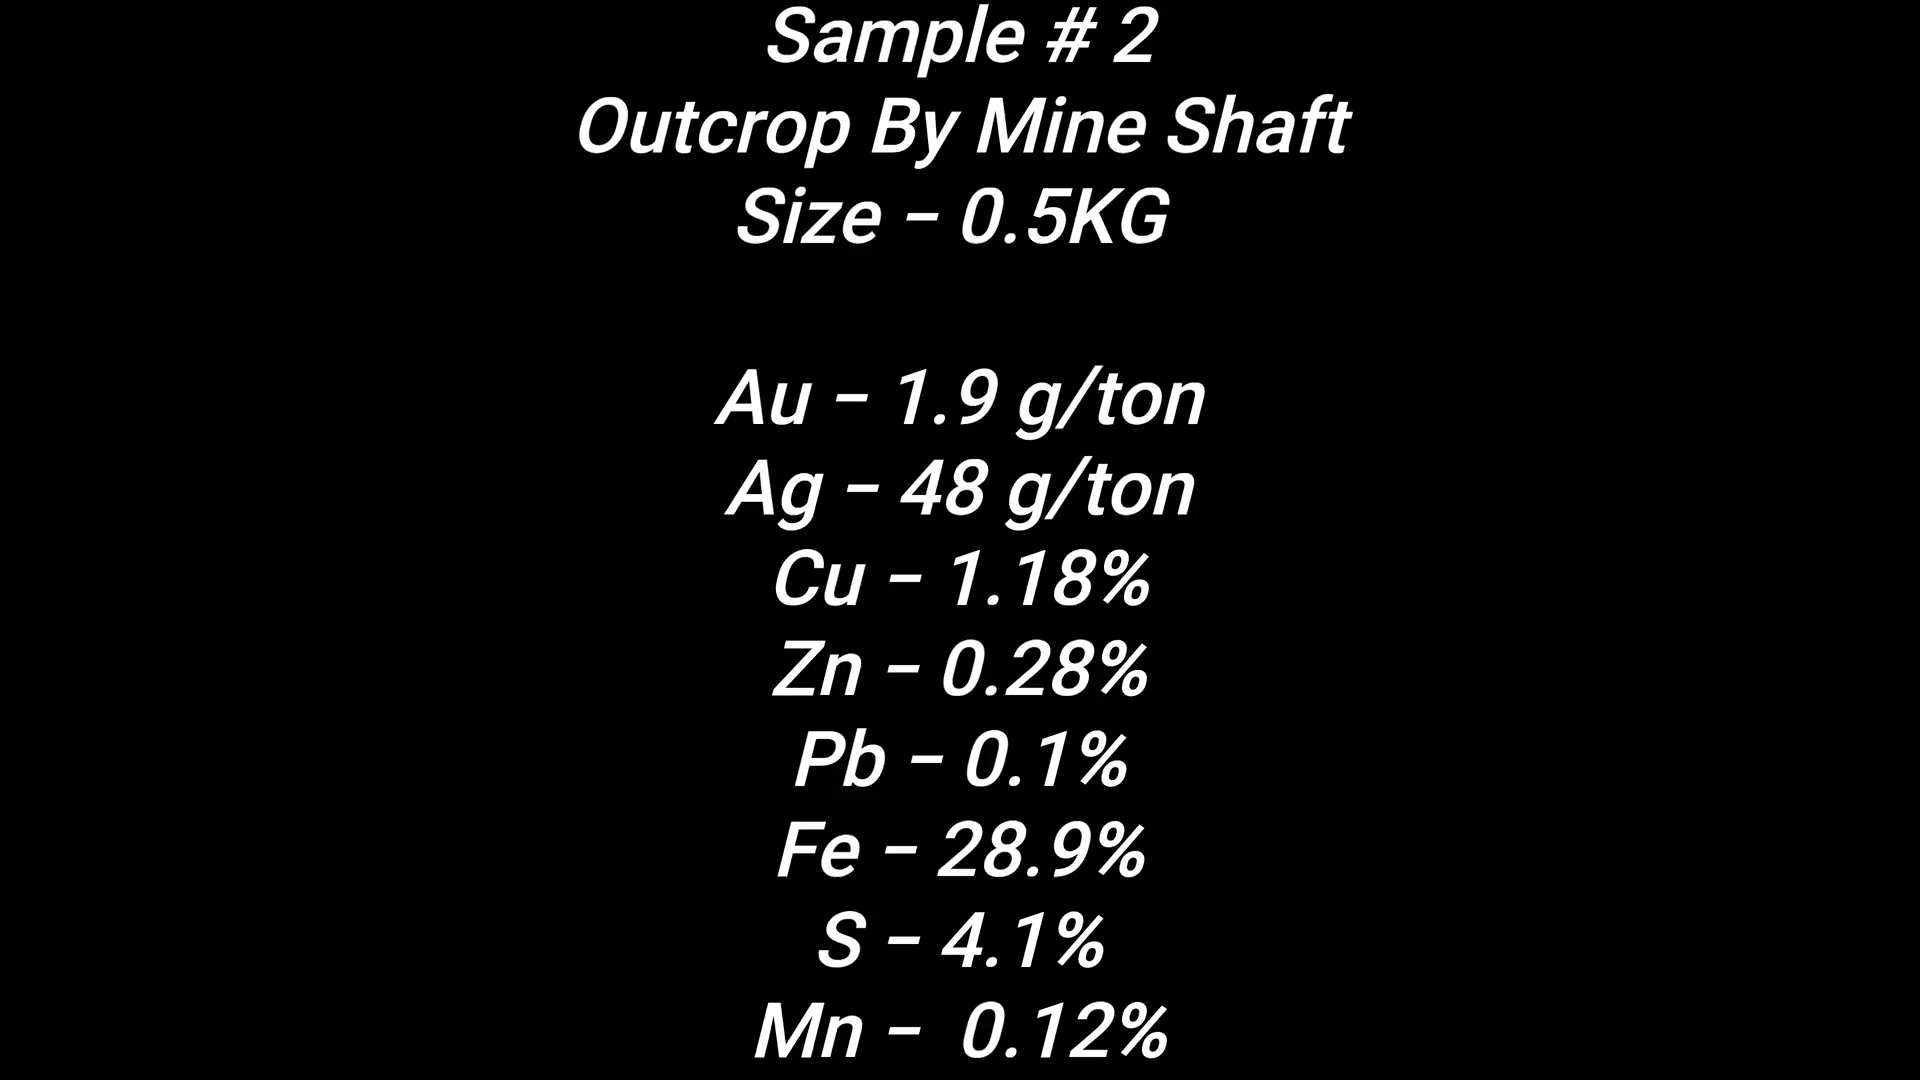 Sample # 2
Outcrop By Mine Shaft
Size - 0.5KG
Au - 1.9 g/ton
Ag - 48 g/ton
Cu - 1.18%
Zn - 0.28%
Pb - 0.1%
Fe - 28.9%
S - 4.1%
Mn - 0.12%